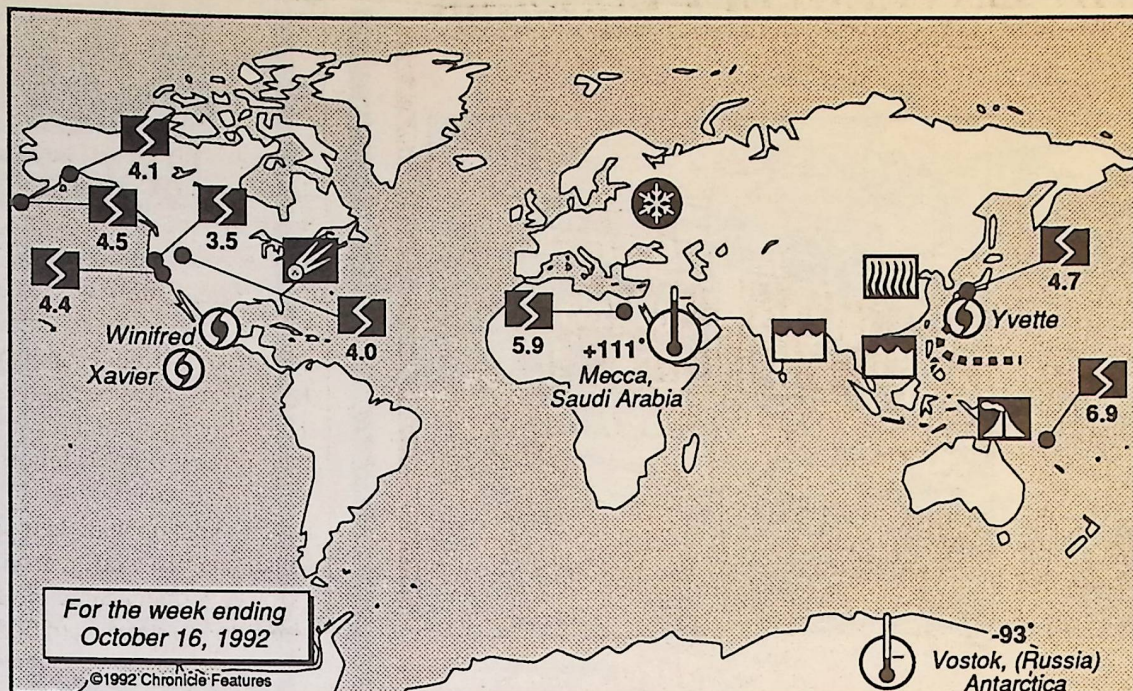 4.1
4.5
3.5
4.4
4.0
Winifred
Xavier
5.9
+111°
Mecca,
Saudi Arabia
4.7
Yvette
6.9
For the week ending
October 16, 1992
©1992 Chronicle Features
-93°
Vostok, (Russia)
Antarctica